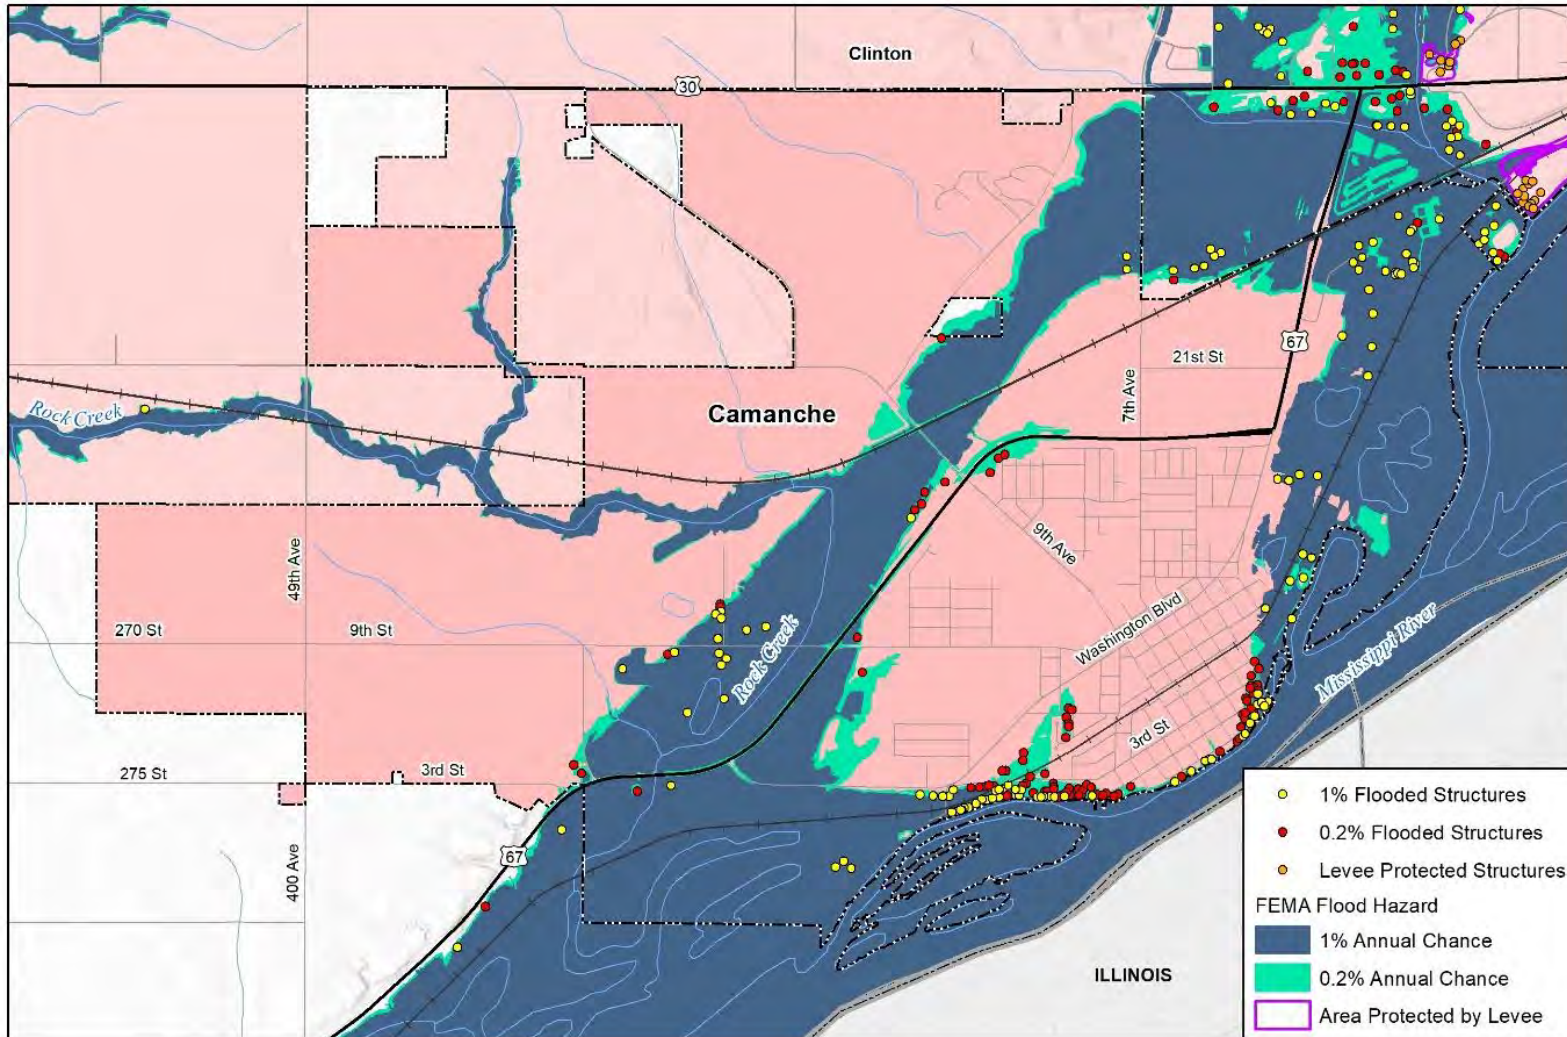 Clinton
30
67
21st St
7th Ave
Rock Creek
Camanche
9th Ave
49th Ave
270 St
9th St
Washington Blvd
Rock Creek
Mississippi River
3rd St
275 St
3rd St
400 Ave
67
ILLINOIS
1% Flooded Structures
0.2% Flooded Structures
Levee Protected Structures
FEMA Flood Hazard
1% Annual Chance
0.2% Annual Chance
Area Protected by Levee